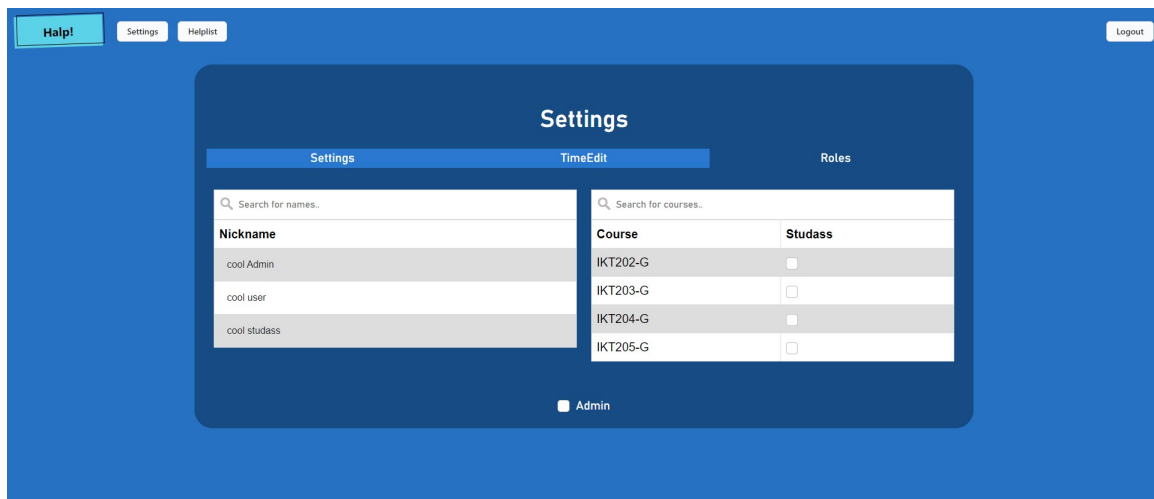 Halp! Settings Helplist Logout
Settings
Settings TimeEdit Roles
Search for names..
Nickname
cool Admin
cool user
cool studass
Search for courses..
Course Studass
IKT202-G
IKT203-G
IKT204-G
IKT205-G
Admin